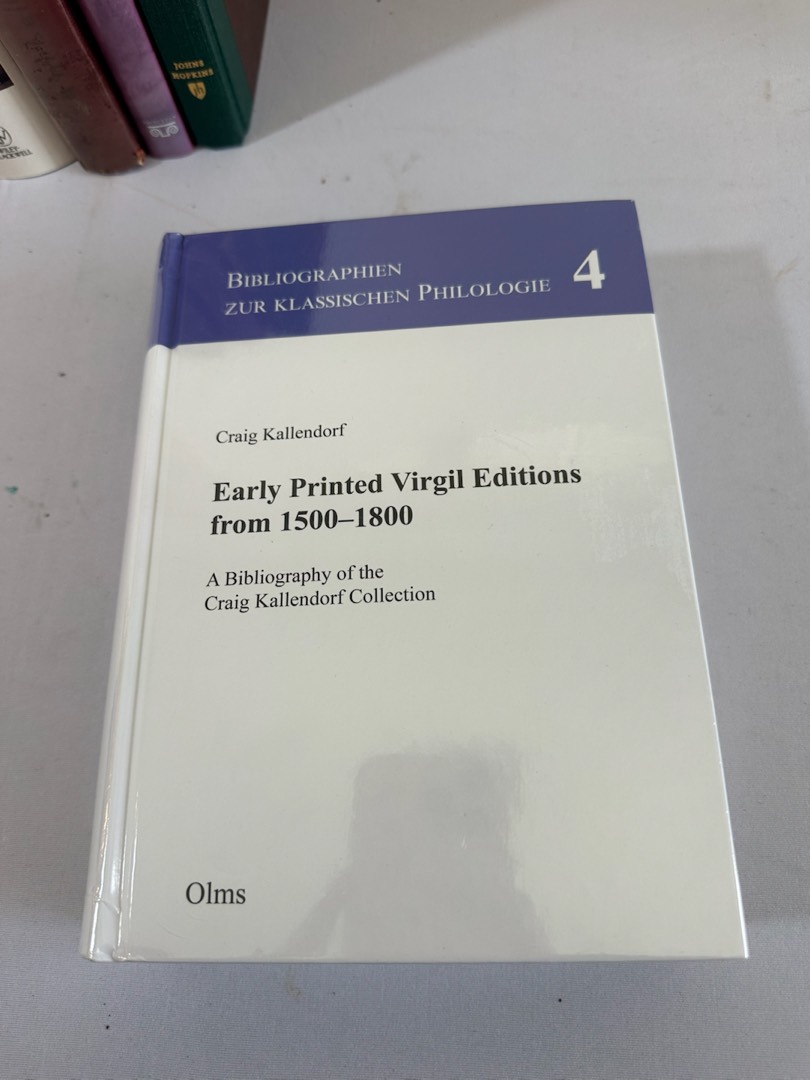 JOHNS
HOPKINS
BIBLIOGRAPHIEN
ZUR KLASSISCHEN PHILOLOGIE 4
Craig Kallendorf
Early Printed Virgil Editions
from 1500–1800
A Bibliography of the
Craig Kallendorf Collection
Olms